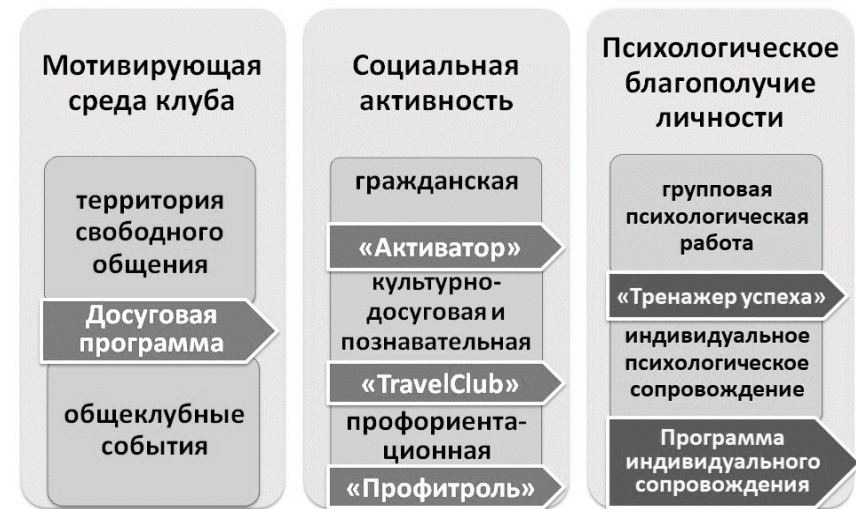 Мотивирующая
среда клуба
территория
свободного
общения
Досуговая
программа
общеклубные
события
Социальная
активность
гражданская
«Активатор»
культурно-
досуговая и
познавательная
«TravelClub»
профориента-
ционная
«Профитроль»
Психологическое
благополучие
личности
групповая
психологическая
работа
«Тренажер успеха»
индивидуальное
психологическое
сопровождение
Программа
индивидуального
сопровождения